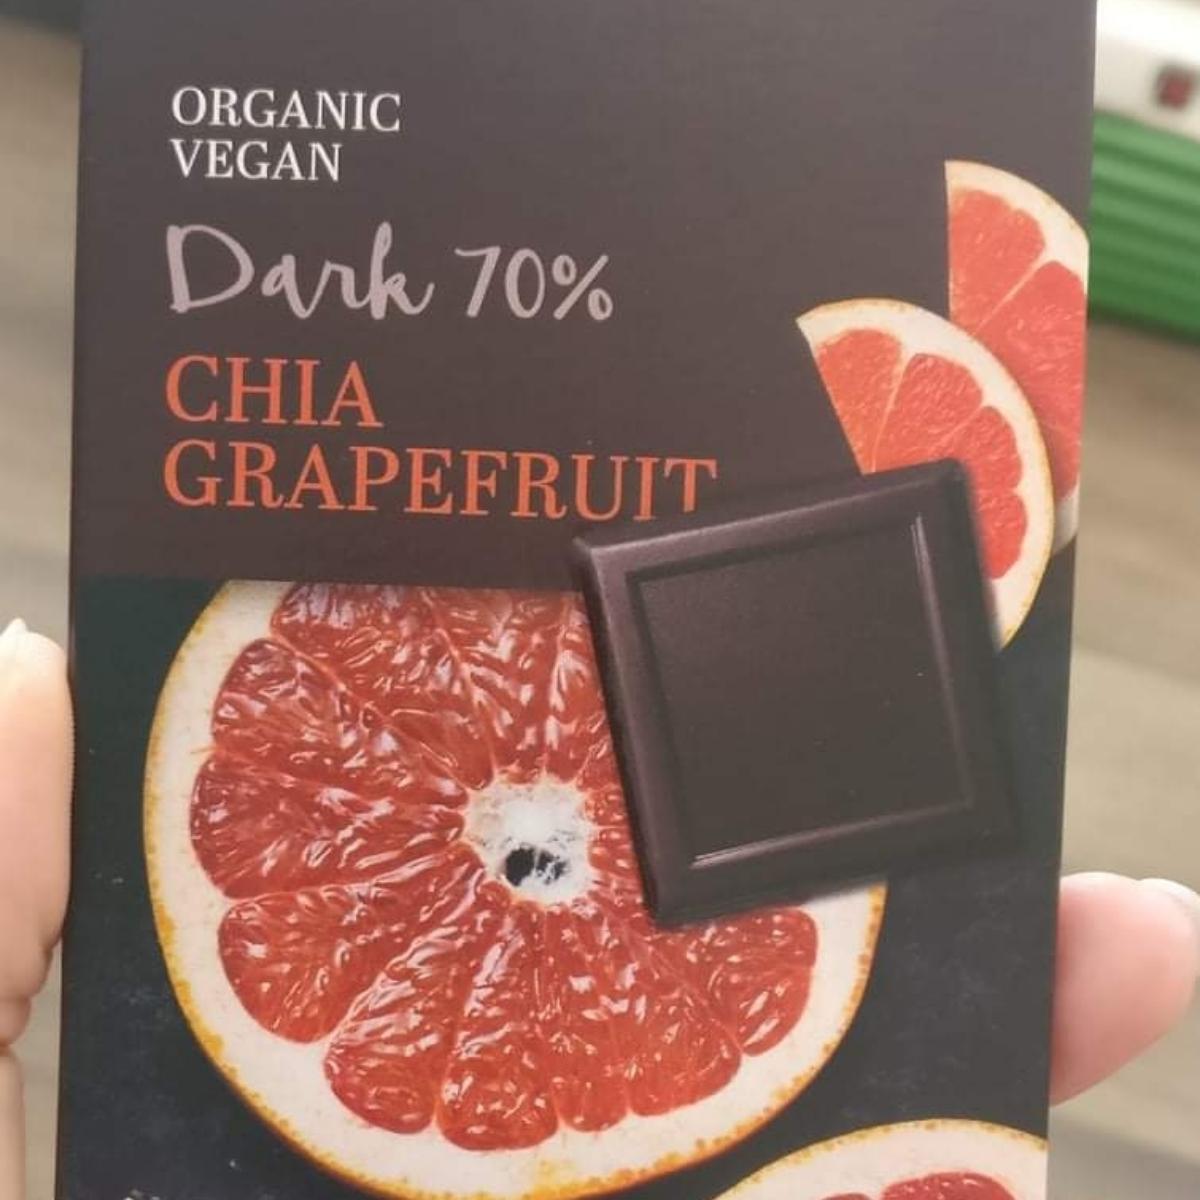 ORGANIC
VEGAN
Dark 70%
CHIA
GRAPEFRUIT